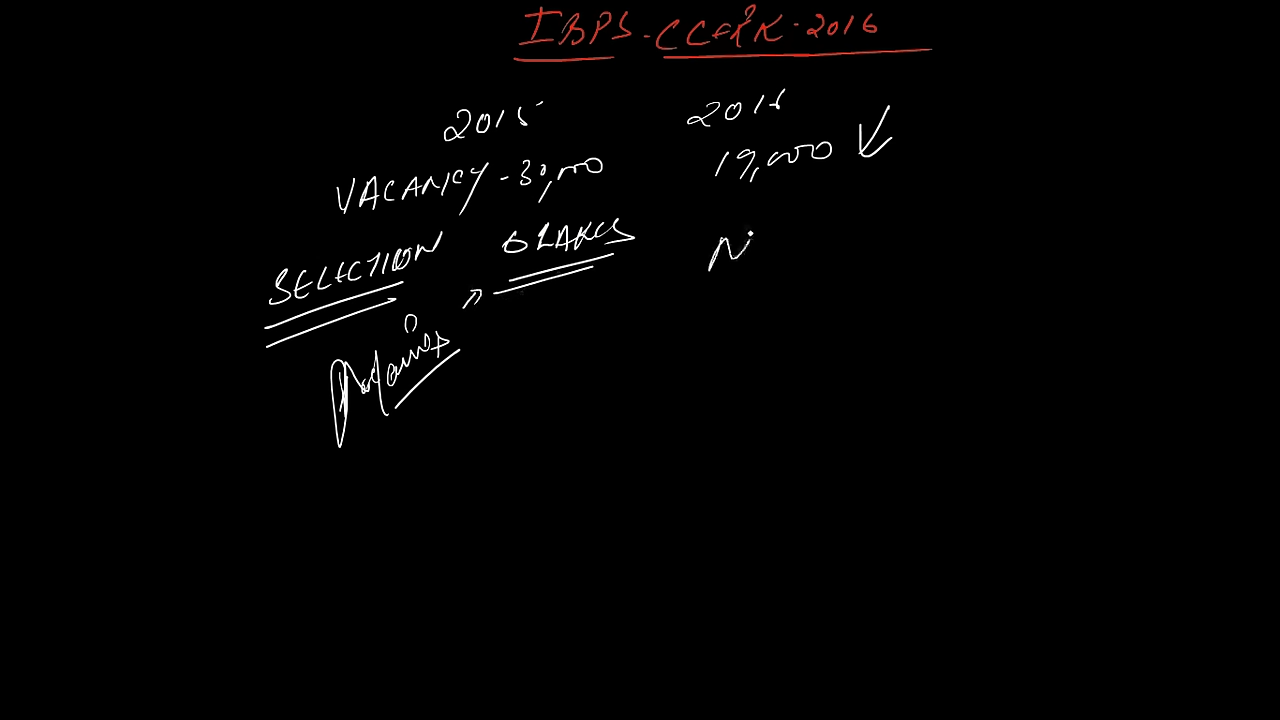 IBPS - CLERK - 2016
2015 2016
VACANCY - 30,000 19,000
SELECTION 6 LAKHS N